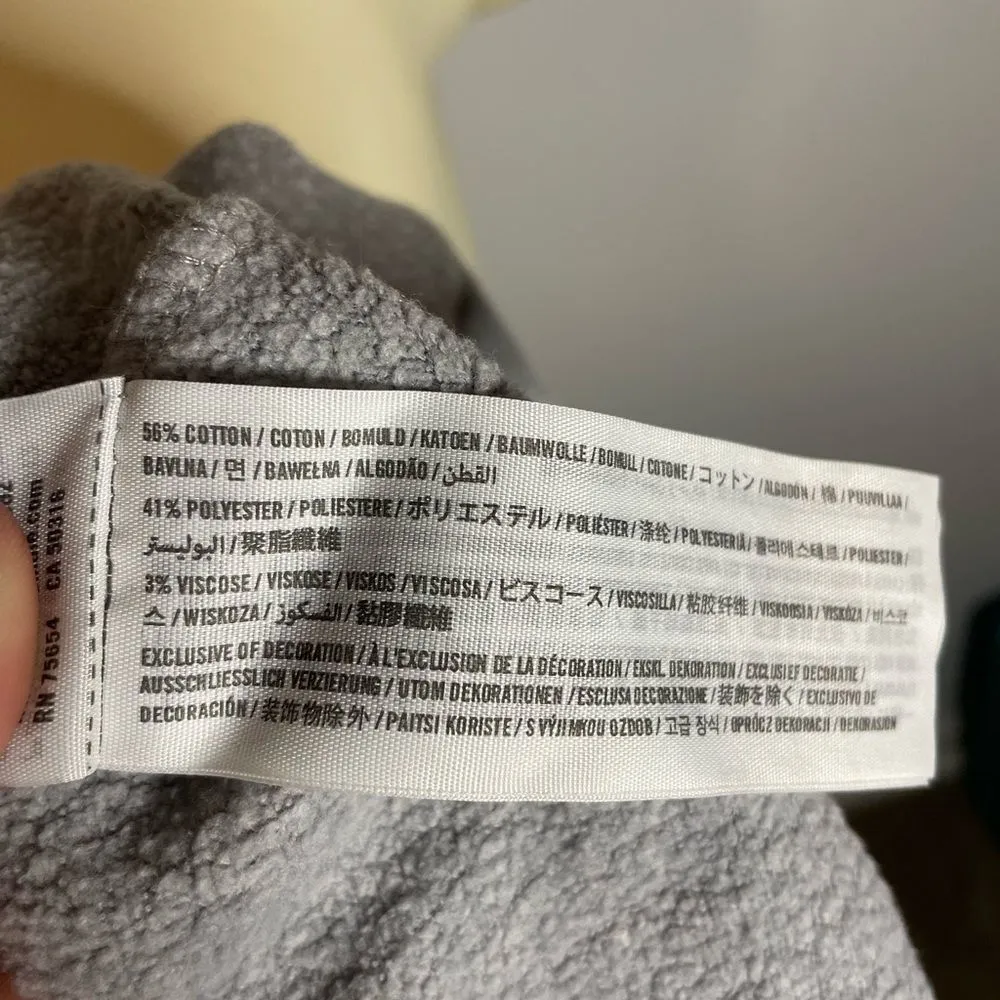 56% COTTON / COTON / BOMULD / KATOEN / BAUMWOLLE / BOMULL / COTONE / コットン / ALGODÓN / 棉 / PUUVILLAA /
BAVLNA / 면 / BAWEŁNA / ALGODÃO / القطن
41% POLYESTER / POLIESTERE / ポリエステル / POLIÉSTER / 涤纶 / POLYESTERIÄ / 폴리에스테르 / POLIESTER /
البوليستر / 聚脂纖維
3% VISCOSE / VISKOSE / VISKOS / VISCOSA / ビスコース / VISCOSILLA / 粘胶纤维 / VISKOOSIA / VISKÓZA / 비스코
스 / WISKOZA / الفسكوز / 黏膠纖維
EXCLUSIVE OF DECORATION / À L'EXCLUSION DE LA DÉCORATION / EKSKL. DEKORATION / EXCLUSIEF DECORATIE /
AUSSCHLIESSLICH VERZIERUNG / UTOM DEKORATIONEN / ESCLUSA DECORAZIONE / 装飾を除く / EXCLUSIVO DE
DECORACIÓN / 装饰物除外 / PAITSI KORISTE / S VÝJIMKOU OZDOB / 고급 장식 / OPRÓCZ DEKORACJI / DEKORASJON
RN 75654 CA 50316